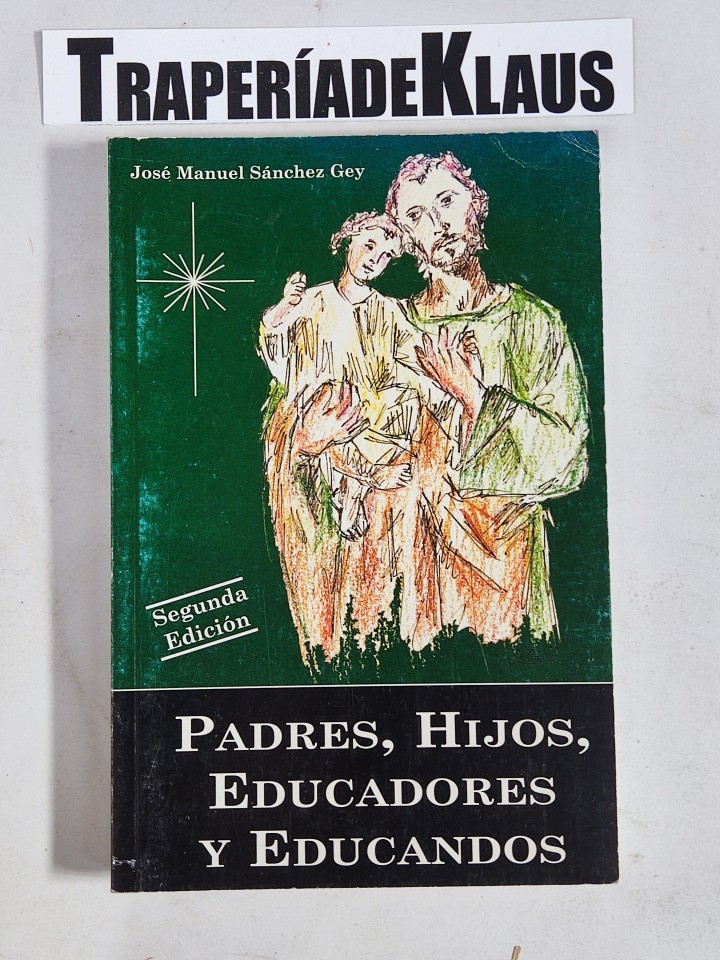 TRAPERÍADEKLAUS
José Manuel Sánchez Gey
Segunda
Edición
PADRES, HIJOS,
EDUCADORES
Y EDUCANDOS